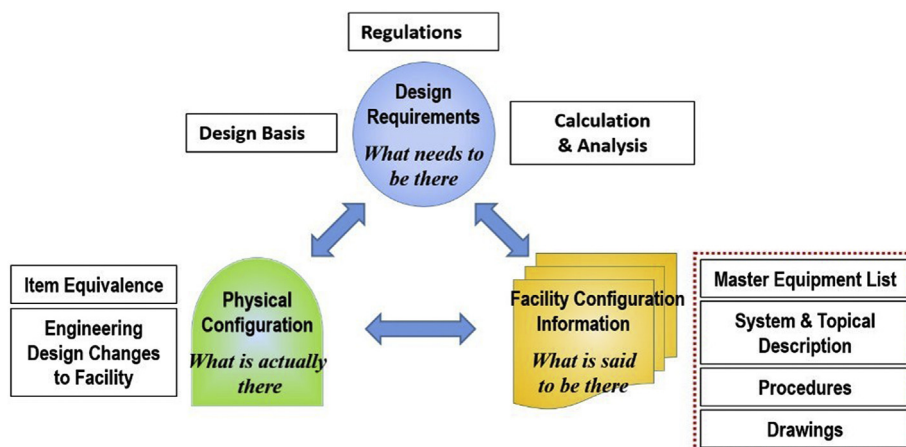 Regulations
Design
Requirements
What needs to
be there
Design Basis
Calculation
& Analysis
Item Equivalence
Engineering
Design Changes
to Facility
Physical
Configuration
What is actually
there
Facility Configuration
Information
What is said
to be there
Master Equipment List
System & Topical
Description
Procedures
Drawings